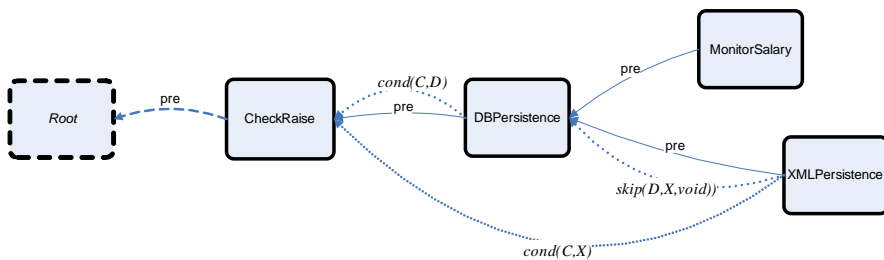 MonitorSalary
pre
cond(C,D)
pre
Root
CheckRaise
pre
DBPersistence
pre
XMLPersistence
skip(D,X,void))
cond(C,X)